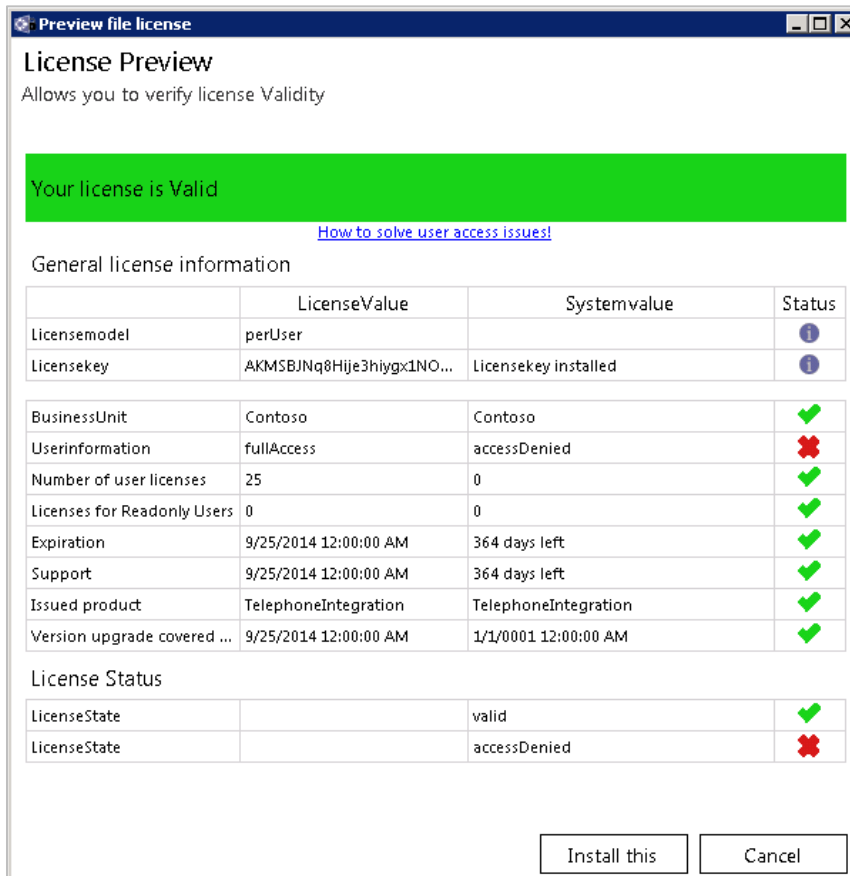 Preview file license
License Preview
Allows you to verify license Validity
Your license is Valid
How to solve user access issues!
General license information
LicenseValue Systemvalue Status
Licensemodel perUser
Licensekey AKMSBJNq8Hije3hiygx1NO... Licensekey installed
BusinessUnit Contoso Contoso
Userinformation fullAccess accessDenied
Number of user licenses 25 0
Licenses for Readonly Users 0 0
Expiration 9/25/2014 12:00:00 AM 364 days left
Support 9/25/2014 12:00:00 AM 364 days left
Issued product TelephoneIntegration TelephoneIntegration
Version upgrade covered ... 9/25/2014 12:00:00 AM 1/1/0001 12:00:00 AM
License Status
LicenseState valid
LicenseState accessDenied
Install this Cancel